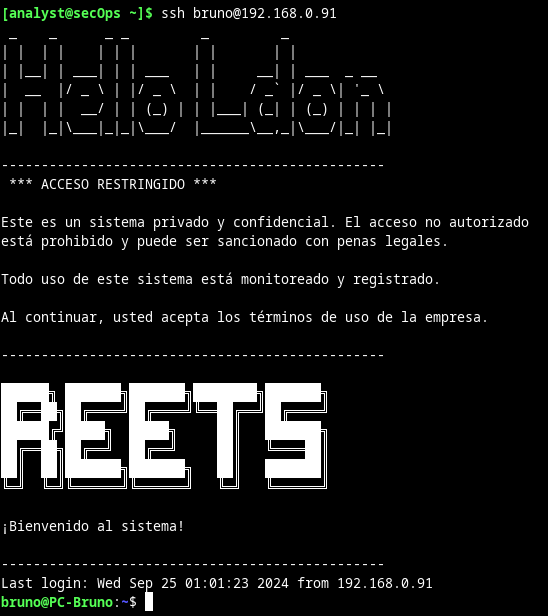 [analyst@secOps ~]$ ssh bruno@192.168.0.91
Hello Ldon
-----------------------------------------------
*** ACCESO RESTRINGIDO ***
Este es un sistema privado y confidencial. El acceso no autorizado
está prohibido y puede ser sancionado con penas legales.
Todo uso de este sistema está monitoreado y registrado.
Al continuar, usted acepta los términos de uso de la empresa.
-----------------------------------------------
REETS
¡Bienvenido al sistema!
-----------------------------------------------
Last login: Wed Sep 25 01:01:23 2024 from 192.168.0.91
bruno@PC-Bruno:~$